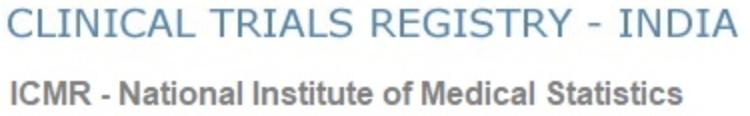 CLINICAL TRIALS REGISTRY - INDIA
ICMR - National Institute of Medical Statistics